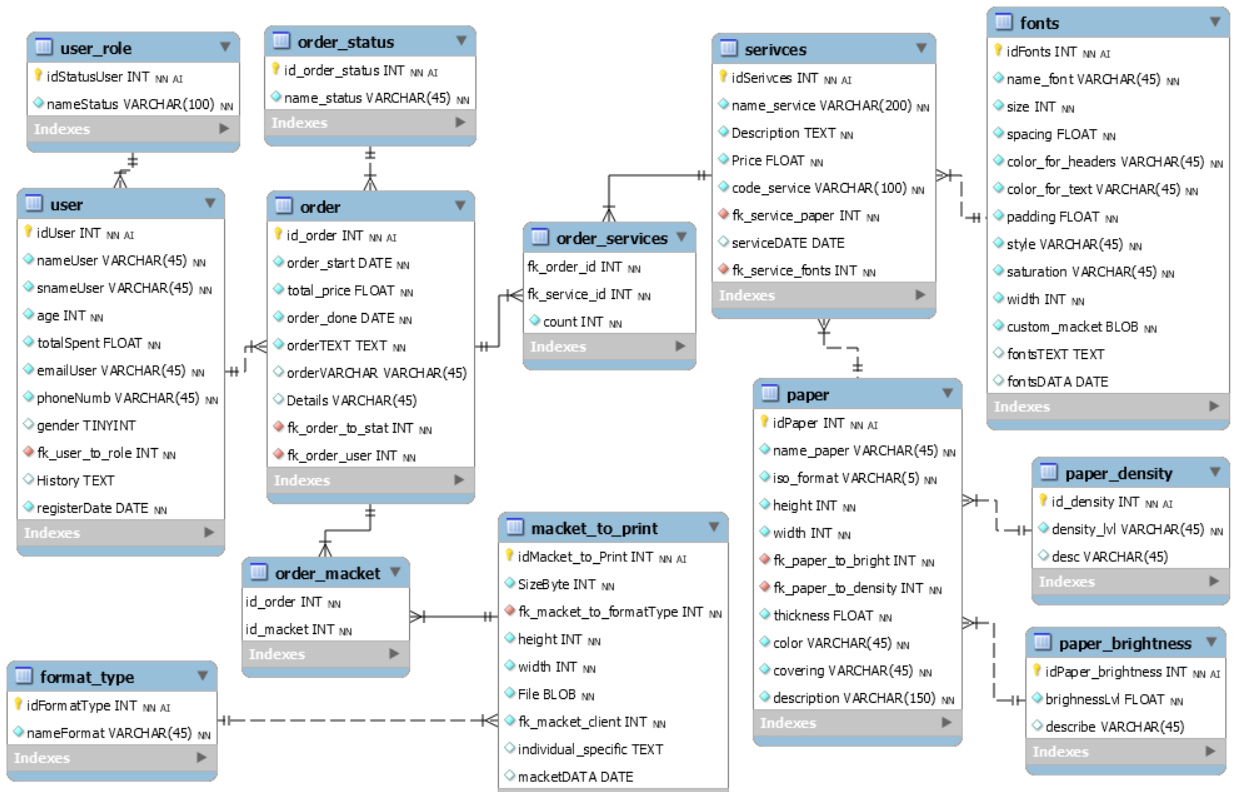 user_role
idStatusUser INT NN AI
nameStatus VARCHAR(100) NN
Indexes
order_status
id_order_status INT NN AI
name_status VARCHAR(45) NN
Indexes
serivces
idSerivces INT NN AI
name_service VARCHAR(200) NN
Description TEXT NN
Price FLOAT NN
code_service VARCHAR(100) NN
fk_service_paper INT NN
serviceDATE DATE
fk_service_fonts INT NN
Indexes
fonts
idFonts INT NN AI
name_font VARCHAR(45) NN
size INT NN
spacing FLOAT NN
color_for_headers VARCHAR(45) NN
color_for_text VARCHAR(45) NN
padding FLOAT NN
style VARCHAR(45) NN
saturation VARCHAR(45) NN
width INT NN
custom_macket BLOB NN
fontsTEXT TEXT
fontsDATA DATE
Indexes
user
idUser INT NN AI
nameUser VARCHAR(45) NN
snameUser VARCHAR(45) NN
age INT NN
totalSpent FLOAT NN
emailUser VARCHAR(45) NN
phoneNumb VARCHAR(45) NN
gender TINYINT
fk_user_to_role INT NN
History TEXT
registerDate DATE NN
Indexes
order
id_order INT NN AI
order_start DATE NN
total_price FLOAT NN
order_done DATE NN
orderTEXT TEXT NN
orderVARCHAR VARCHAR(45)
Details VARCHAR(45)
fk_order_to_stat INT NN
fk_order_user INT NN
Indexes
order_services
fk_order_id INT NN
fk_service_id INT NN
count INT NN
Indexes
paper
idPaper INT NN AI
name_paper VARCHAR(45) NN
iso_format VARCHAR(5) NN
height INT NN
width INT NN
fk_paper_to_bright INT NN
fk_paper_to_density INT NN
thickness FLOAT NN
color VARCHAR(45) NN
covering VARCHAR(45) NN
description VARCHAR(150) NN
Indexes
paper_density
id_density INT NN AI
density_lvl VARCHAR(45) NN
desc VARCHAR(45)
Indexes
order_macket
id_order INT NN
id_macket INT NN
Indexes
macket_to_print
idMacket_to_Print INT NN AI
SizeByte INT NN
fk_macket_to_formatType INT NN
height INT NN
width INT NN
File BLOB NN
fk_macket_client INT NN
individual_specific TEXT
macketDATA DATE
paper_brightness
idPaper_brightness INT NN AI
brighnessLvl FLOAT NN
describe VARCHAR(45)
Indexes
format_type
idFormatType INT NN AI
nameFormat VARCHAR(45) NN
Indexes